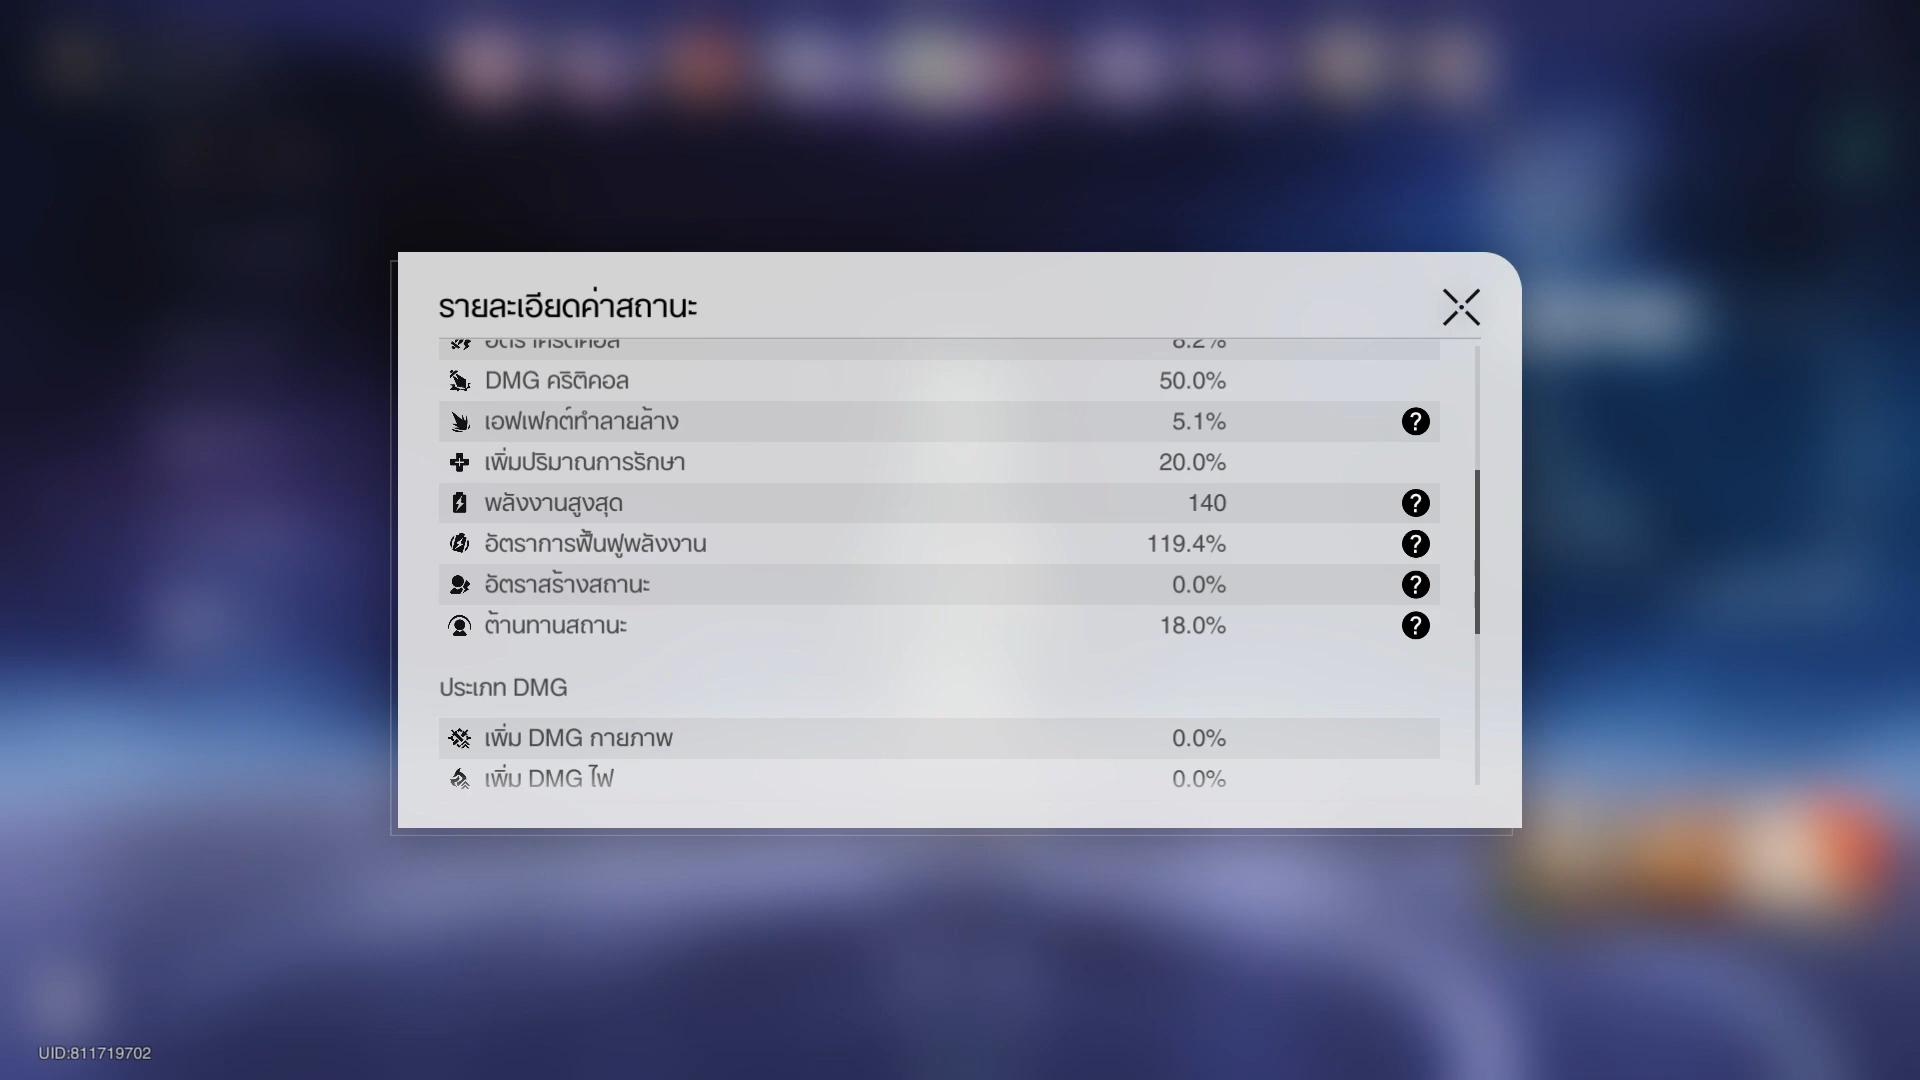 รายละเอียดค่าสถานะ
DMG คริติคอล 50.0%
เอฟเฟกต์ทำลายล้าง 5.1% ?
เพิ่มปริมาณการรักษา 20.0%
พลังงานสูงสุด 140 ?
อัตราการฟื้นฟูพลังงาน 119.4% ?
อัตราสร้างสถานะ 0.0% ?
ต้านทานสถานะ 18.0% ?
ประเภท DMG
เพิ่ม DMG กายภาพ 0.0%
เพิ่ม DMG ไฟ 0.0%
UID:811719702